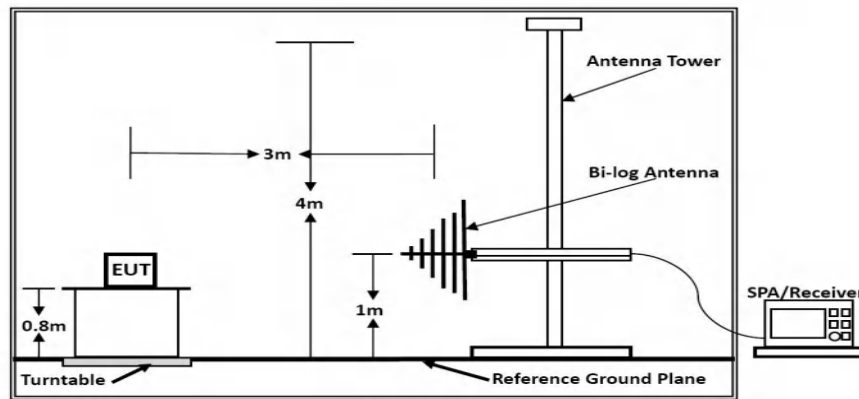 Antenna Tower
3m
Bi-log Antenna
4m
EUT
1m
SPA/Receiver
0.8m
Turntable
Reference Ground Plane